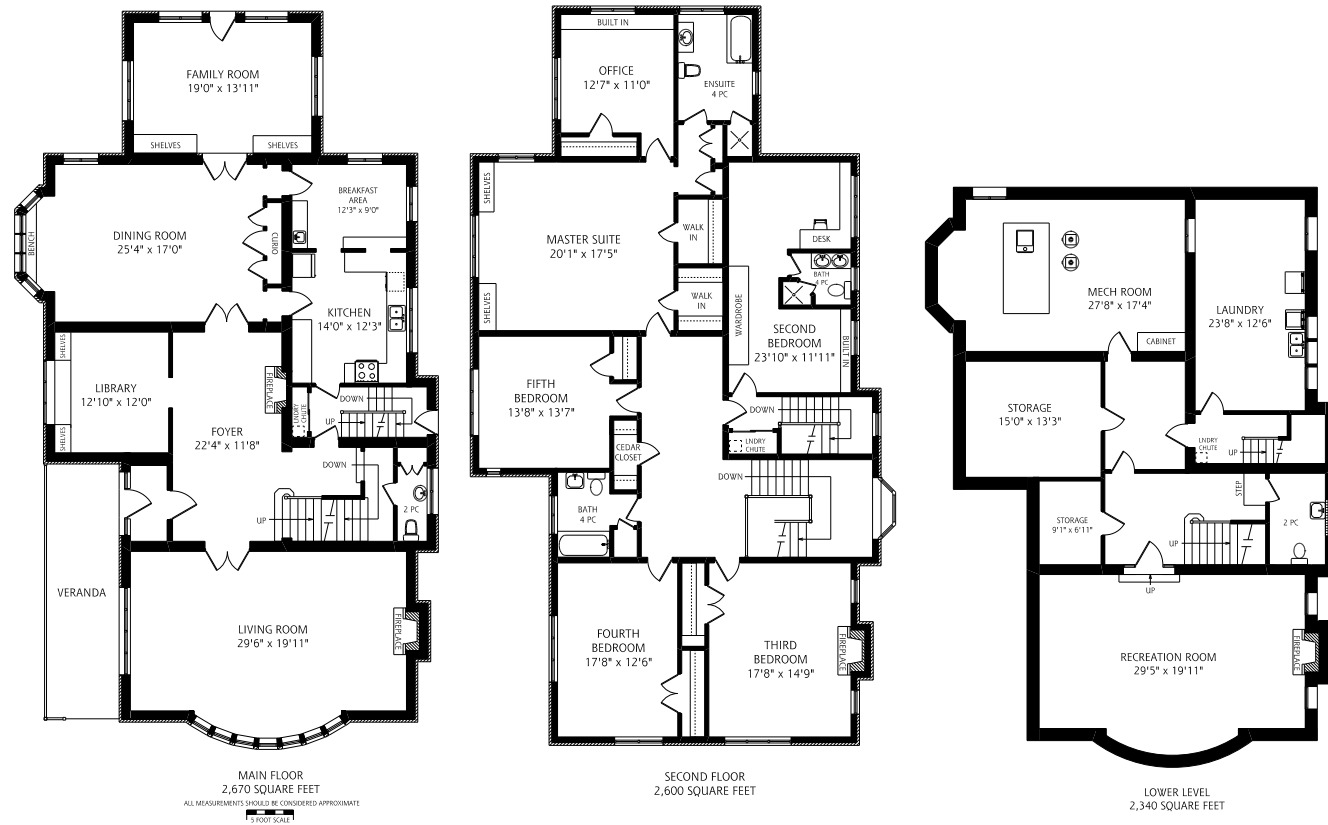 FAMILY ROOM
19'0" x 13'11"
SHELVES
SHELVES
BENCH
DINING ROOM
25'4" x 17'0"
CURIO
BREAKFAST
AREA
12'3" x 9'0"
KITCHEN
14'0" x 12'3"
SHELVES
LIBRARY
12'10" x 12'0"
SHELVES
FIREPLACE
FOYER
22'4" x 11'8"
LNDRY
CHUTE
DOWN
UP
DOWN
UP
2 PC
VERANDA
LIVING ROOM
29'6" x 19'11"
FIREPLACE
MAIN FLOOR
2,670 SQUARE FEET
ALL MEASUREMENTS SHOULD BE CONSIDERED APPROXIMATE
5 FOOT SCALE
BUILT IN
OFFICE
12'7" x 11'0"
ENSUITE
4 PC
SHELVES
MASTER SUITE
20'1" x 17'5"
SHELVES
WALK
IN
WALK
IN
DESK
BATH
4 PC
WARDROBE
SECOND
BEDROOM
23'10" x 11'11"
BUILT IN
FIFTH
BEDROOM
13'8" x 13'7"
DOWN
LNDRY
CHUTE
CEDAR
CLOSET
DOWN
BATH
4 PC
FOURTH
BEDROOM
17'8" x 12'6"
THIRD
BEDROOM
17'8" x 14'9"
FIREPLACE
SECOND FLOOR
2,600 SQUARE FEET
MECH ROOM
27'8" x 17'4"
CABINET
LAUNDRY
23'8" x 12'6"
STORAGE
15'0" x 13'3"
LNDRY
CHUTE
UP
STEP
STORAGE
9'1" x 6'11"
2 PC
UP
UP
RECREATION ROOM
29'5" x 19'11"
FIREPLACE
LOWER LEVEL
2,340 SQUARE FEET